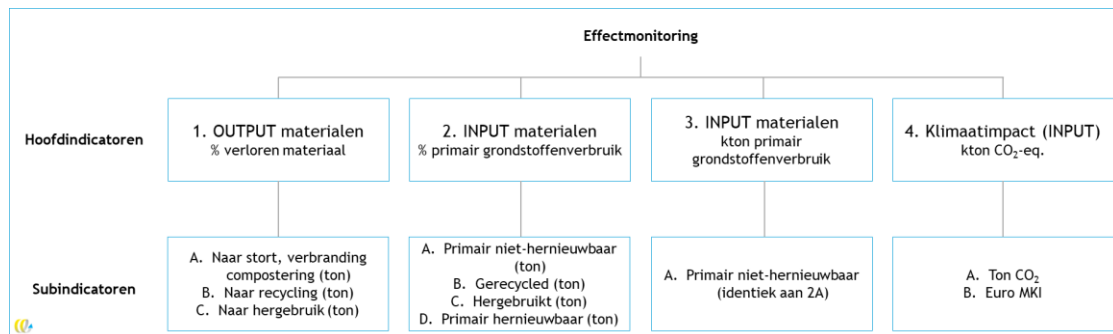 Effectmonitoring
Hoofdindicatoren
1. OUTPUT materialen
% verloren materiaal
2. INPUT materialen
% primair grondstoffenverbruik
3. INPUT materialen
kton primair
grondstoffenverbruik
4. Klimaatimpact (INPUT)
kton CO₂-eq.
Subindicatoren
A. Naar stort, verbranding
compostering (ton)
B. Naar recycling (ton)
C. Naar hergebruik (ton)
A. Primair niet-hernieuwbaar
(ton)
B. Gerecycled (ton)
C. Hergebruikt (ton)
D. Primair hernieuwbaar (ton)
A. Primair niet-hernieuwbaar
(identiek aan 2A)
A. Ton CO₂
B. Euro MKI